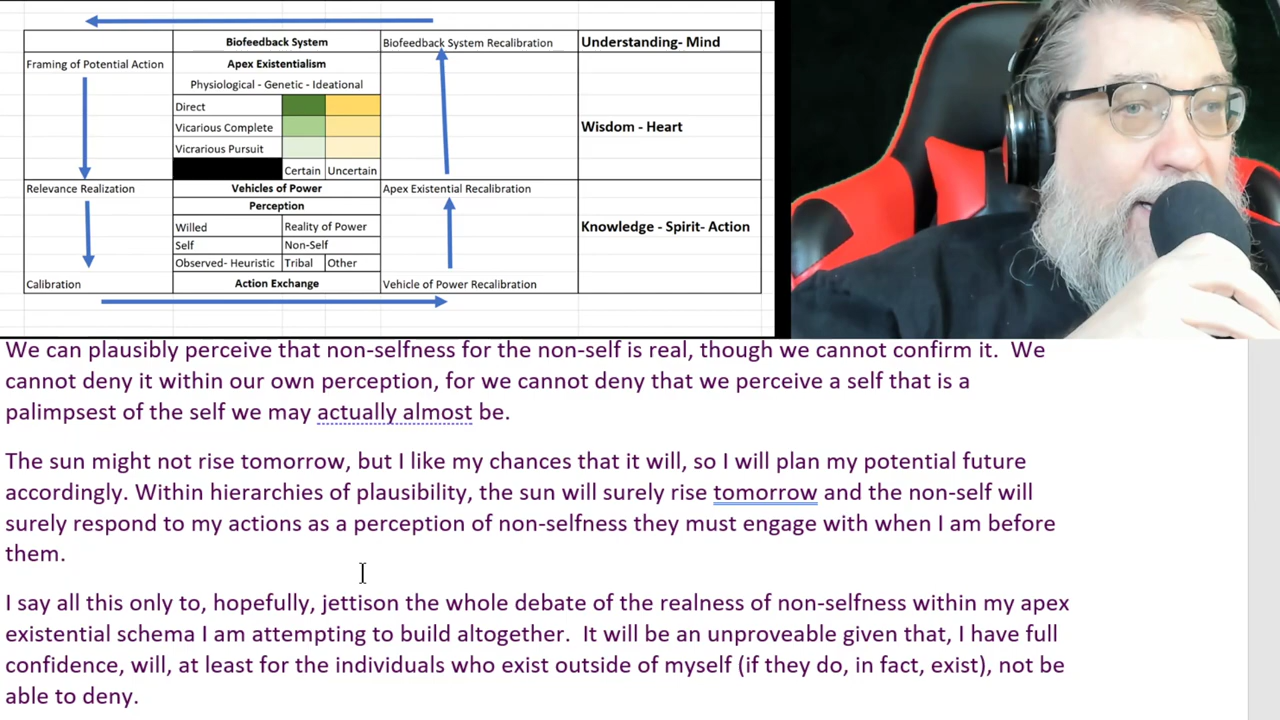 Biofeedback System Biofeedback System Recalibration Understanding- Mind
Framing of Potential Action Apex Existentialism
Physiological - Genetic - Ideational
Direct
Vicarious Complete Wisdom - Heart
Vicrarious Pursuit
Certain Uncertain
Relevance Realization Vehicles of Power Apex Existential Recalibration
Perception
Willed Reality of Power Knowledge - Spirit- Action
Self Non-Self
Observed- Heuristic Tribal Other
Calibration Action Exchange Vehicle of Power Recalibration
We can plausibly perceive that non-selfness for the non-self is real, though we cannot confirm it. We
cannot deny it within our own perception, for we cannot deny that we perceive a self that is a
palimpsest of the self we may actually almost be.
The sun might not rise tomorrow, but I like my chances that it will, so I will plan my potential future
accordingly. Within hierarchies of plausibility, the sun will surely rise tomorrow and the non-self will
surely respond to my actions as a perception of non-selfness they must engage with when I am before
them.
I say all this only to, hopefully, jettison the whole debate of the realness of non-selfness within my apex
existential schema I am attempting to build altogether. It will be an unproveable given that, I have full
confidence, will, at least for the individuals who exist outside of myself (if they do, in fact, exist), not be
able to deny.